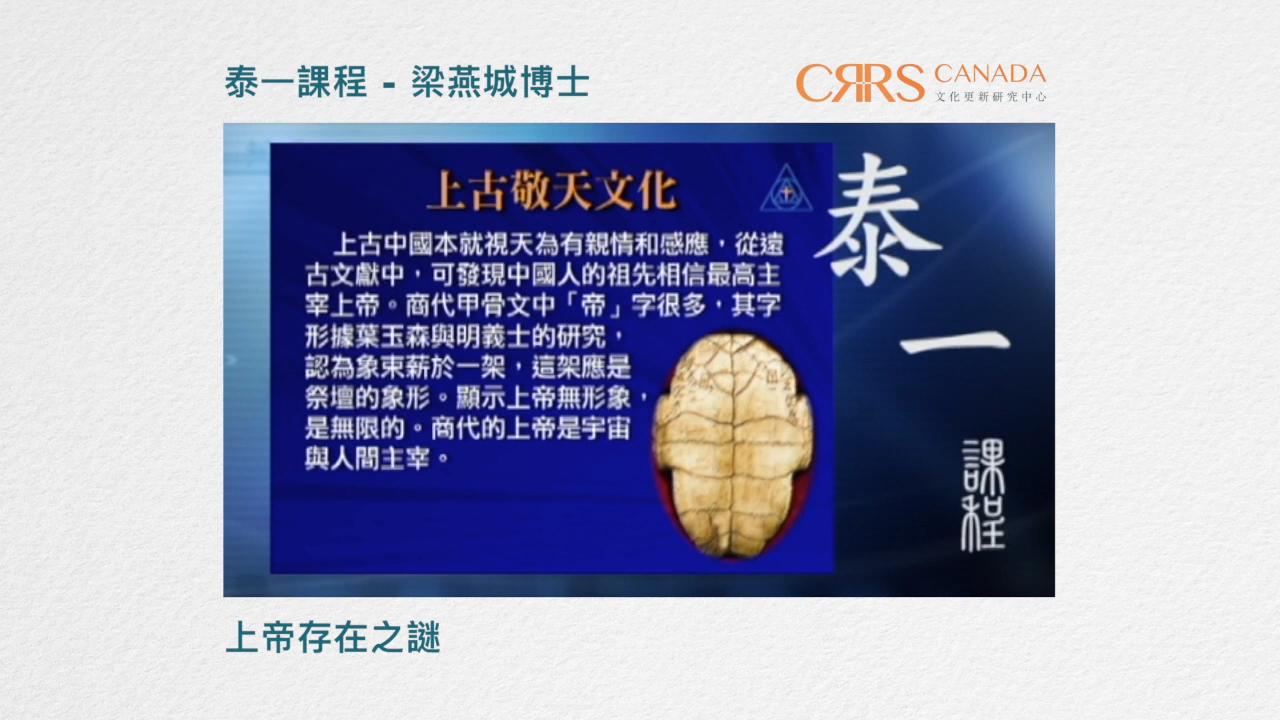 泰一課程 - 梁燕城博士
CRRS CANADA
文化更新研究中心
上古敬天文化
上古中國本就視天為有親情和感應，從遠
古文獻中，可發現中國人的祖先相信最高主
宰上帝。商代甲骨文中「帝」字很多，其字
形據葉玉森與明義士的研究，
認為象束薪於一架，這架應是
祭壇的象形。顯示上帝無形象，
是無限的。商代的上帝是宇宙
與人間主宰。
泰一
課程
上帝存在之謎